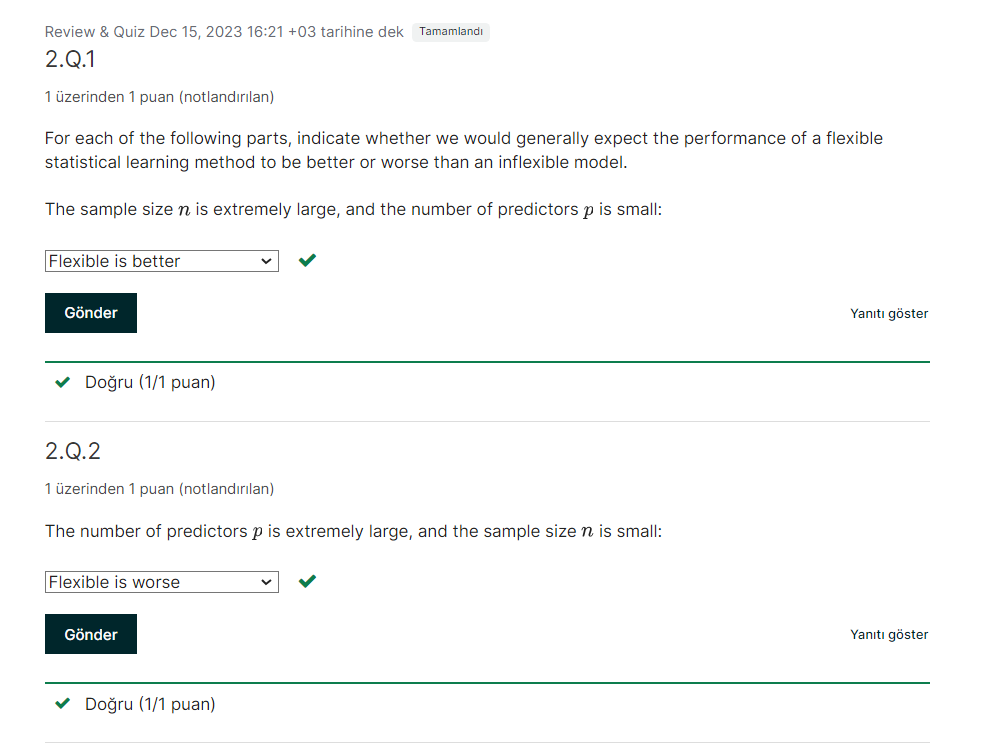 Review & Quiz Dec 15, 2023 16:21 +03 tarihine dek Tamamlandı
2.Q.1
1 üzerinden 1 puan (notlandırılan)
For each of the following parts, indicate whether we would generally expect the performance of a flexible
statistical learning method to be better or worse than an inflexible model.
The sample size n is extremely large, and the number of predictors p is small:
Flexible is better
Gönder
Yanıtı göster
Doğru (1/1 puan)
2.Q.2
1 üzerinden 1 puan (notlandırılan)
The number of predictors p is extremely large, and the sample size n is small:
Flexible is worse
Gönder
Yanıtı göster
Doğru (1/1 puan)